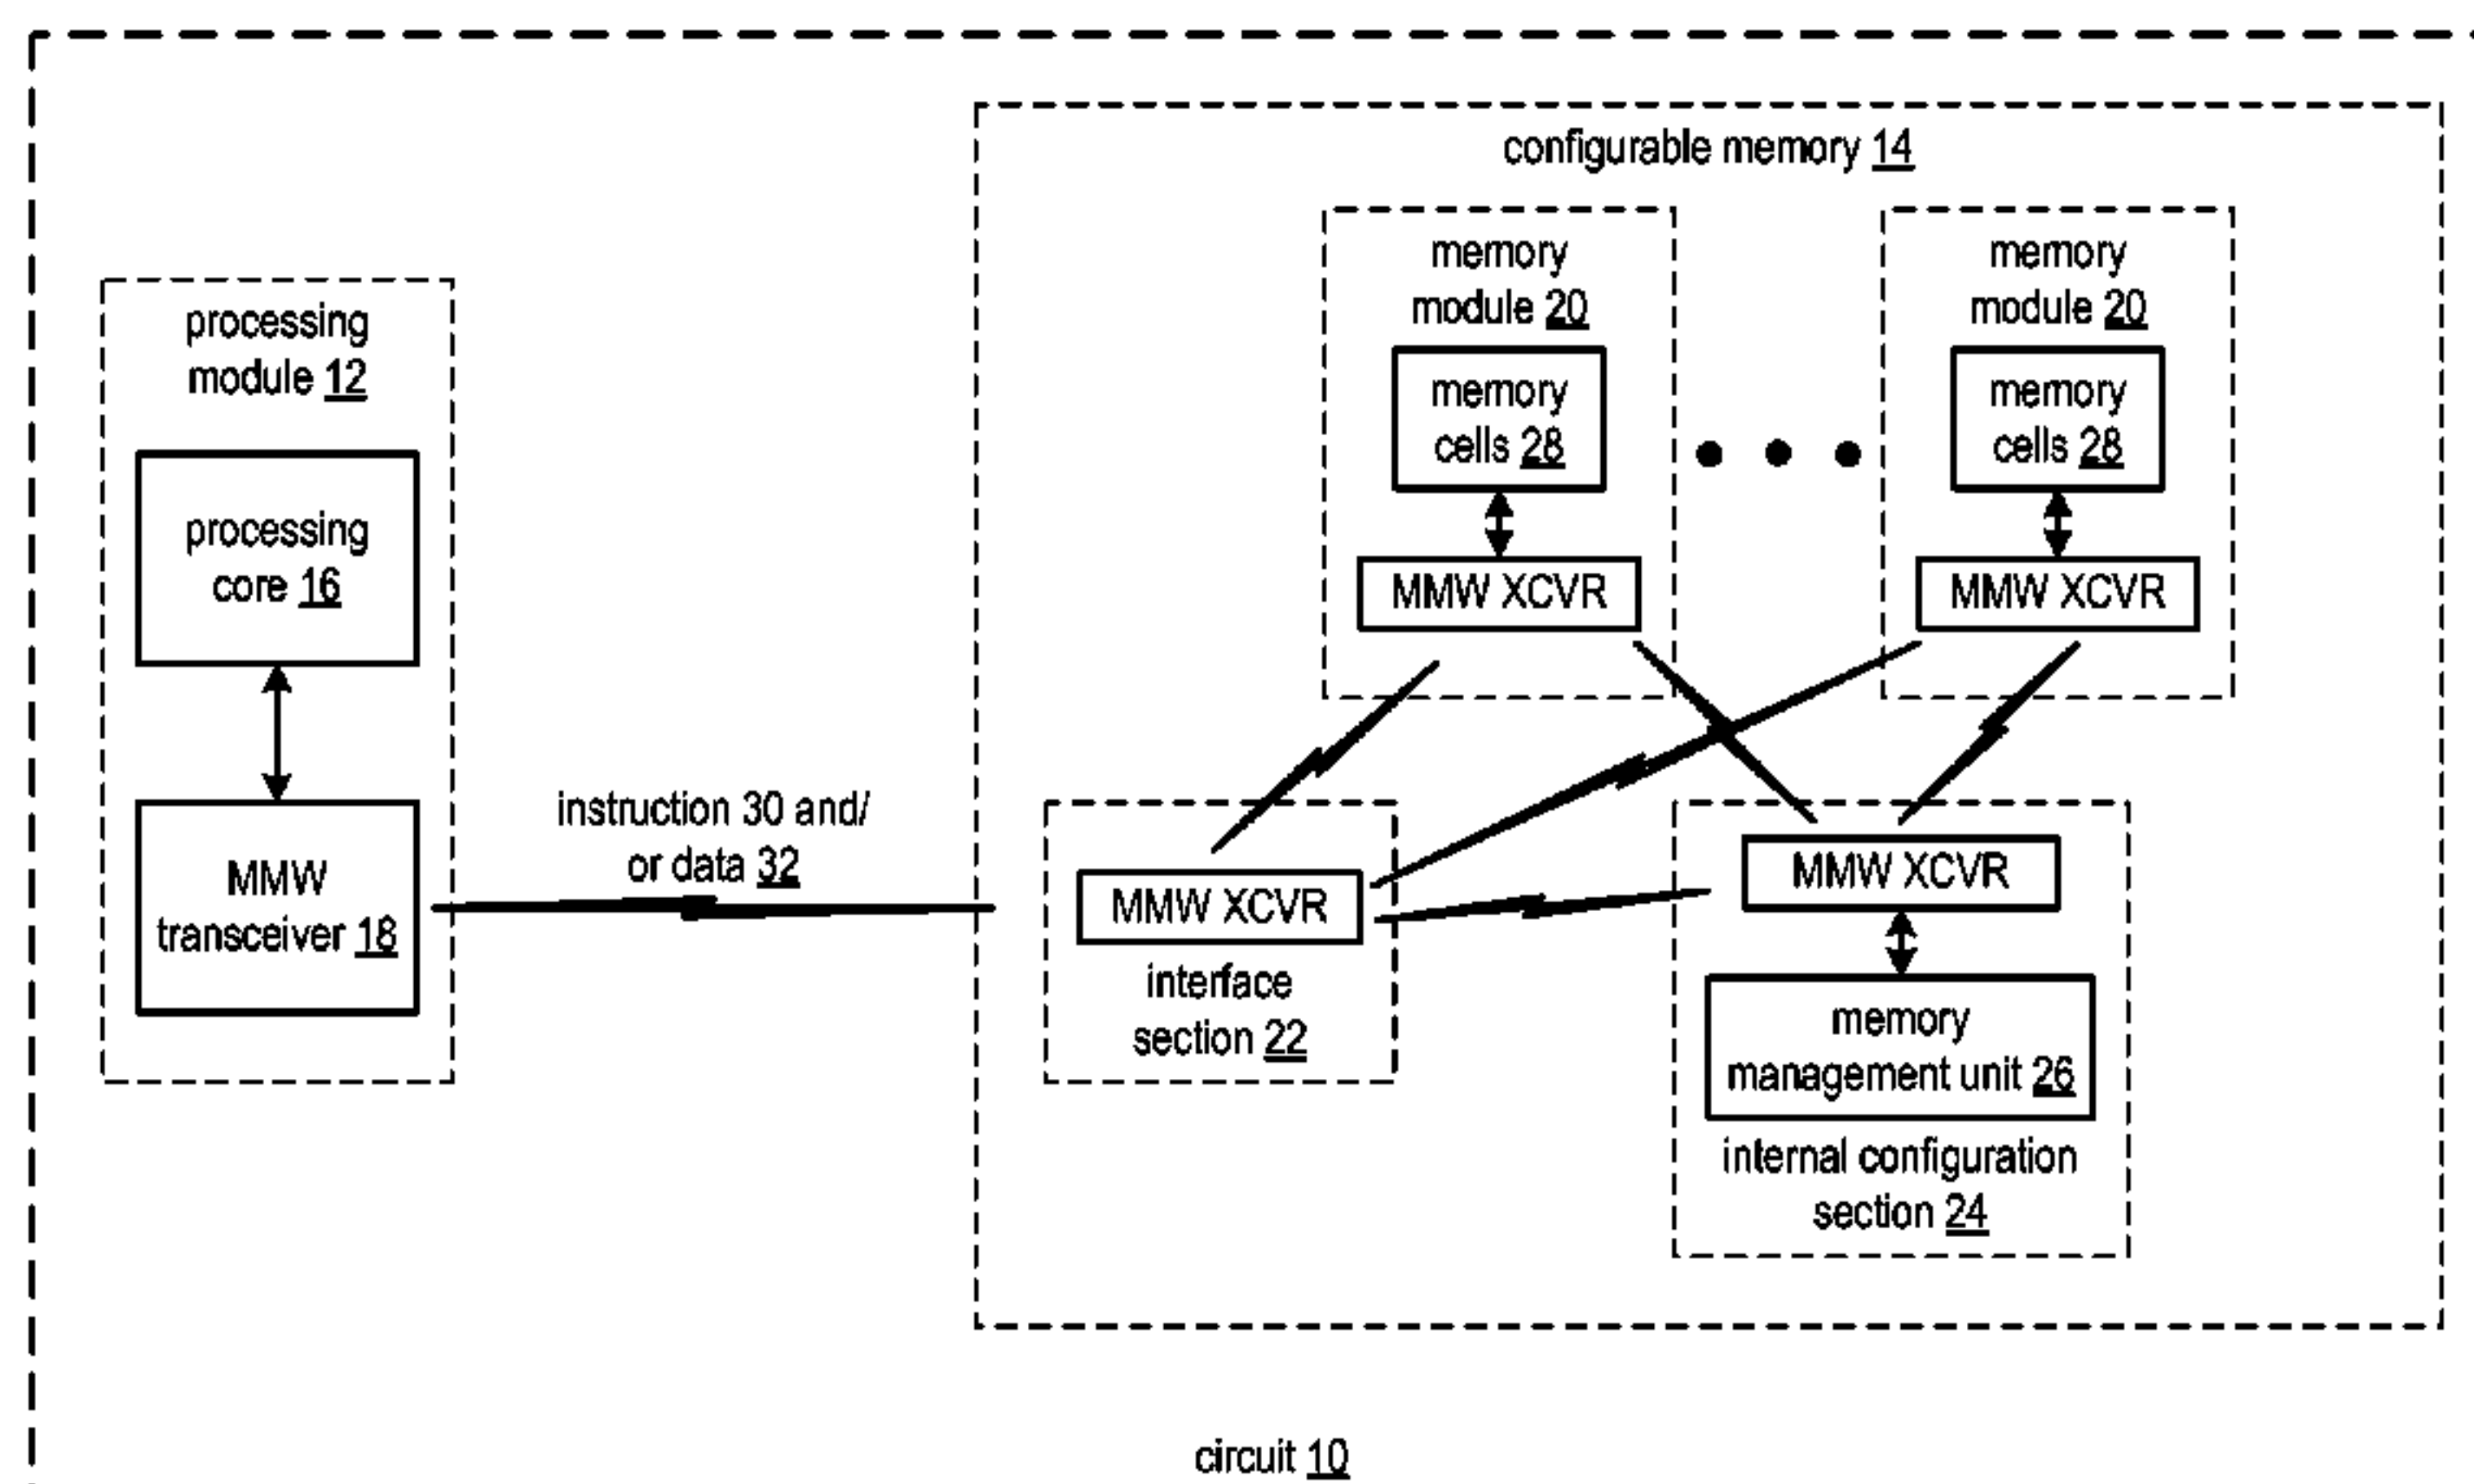 configurable memory 14
memory
module 20
memory
cells 28
MMW XCVR
memory
module 20
memory
cells 28
MMW XCVR
processing
module 12
processing
core 16
MMW
transceiver 18
instruction 30 and/
or data 32
MMW XCVR
interface
section 22
MMW XCVR
memory
management unit 26
internal configuration
section 24
circuit 10